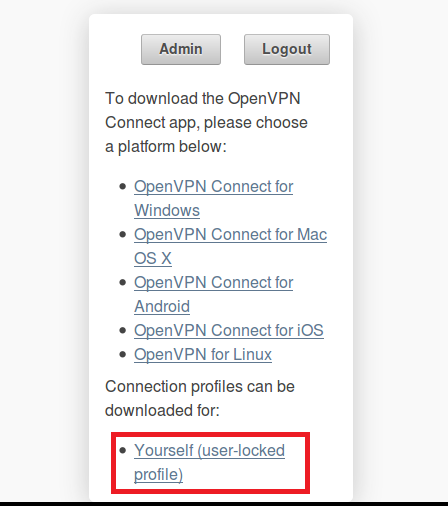 Admin Logout
To download the OpenVPN
Connect app, please choose
a platform below:
OpenVPN Connect for
Windows
OpenVPN Connect for Mac
OS X
OpenVPN Connect for
Android
OpenVPN Connect for iOS
OpenVPN for Linux
Connection profiles can be
downloaded for:
Yourself (user-locked
profile)